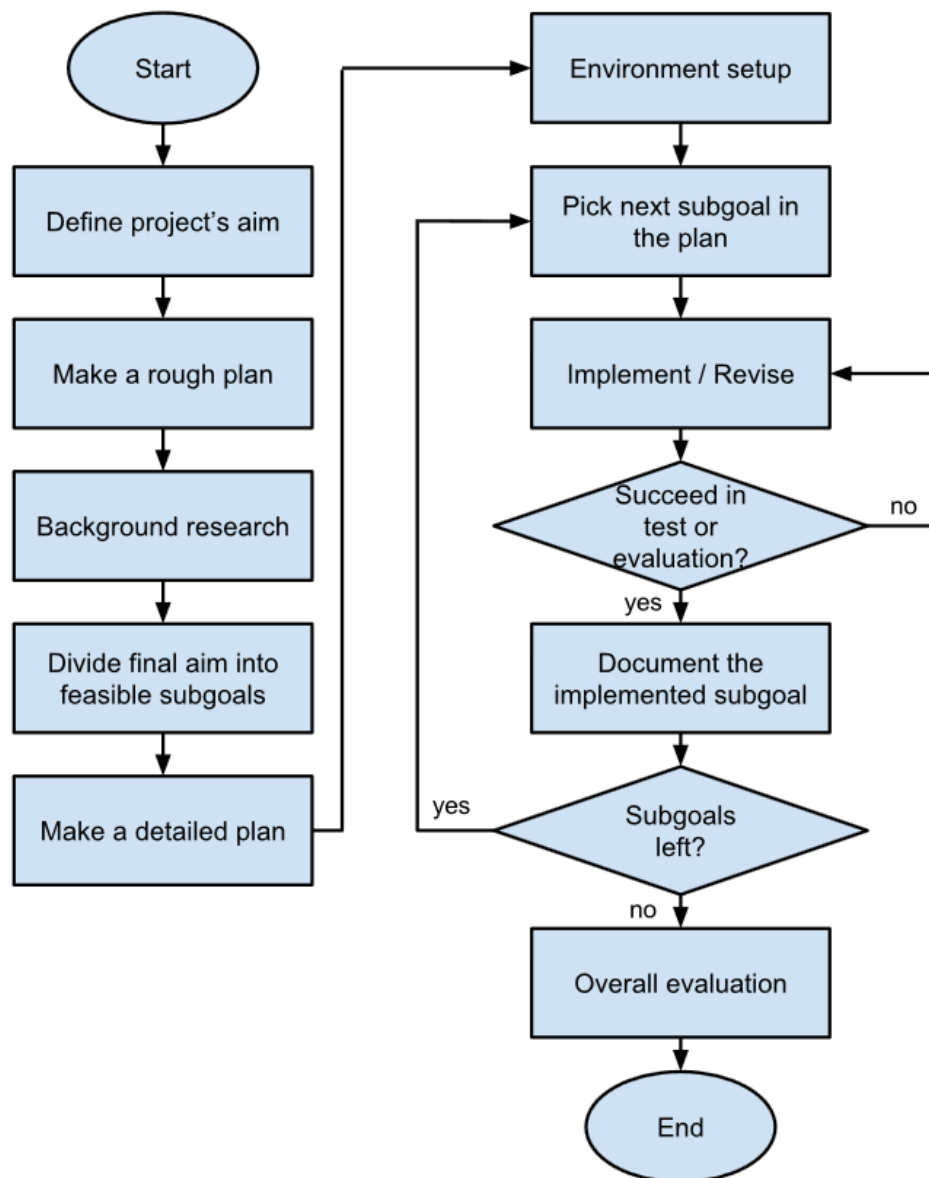 Start
Define project's aim
Make a rough plan
Background research
Divide final aim into
feasible subgoals
Make a detailed plan
Environment setup
Pick next subgoal in
the plan
Implement / Revise
Succeed in
test or
evaluation?
no
yes
Document the
implemented subgoal
Subgoals
left?
yes
no
Overall evaluation
End